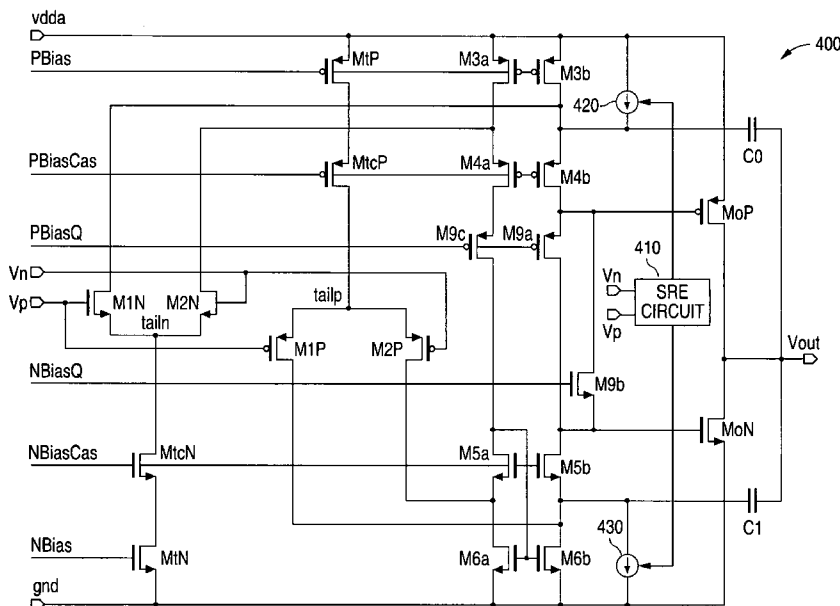 vdda
400
PBias
MtP
M3a
M3b
420
C0
PBiasCas
MtcP
M4a
M4b
MoP
PBiasQ
M9c
M9a
410
Vn
Vn
SRE
CIRCUIT
Vp
Vp
M1N
M2N
tailn
tailp
Vout
M1P
M2P
NBiasQ
M9b
MoN
NBiasCas
MtcN
M5a
M5b
C1
430
NBias
MtN
M6a
M6b
gnd